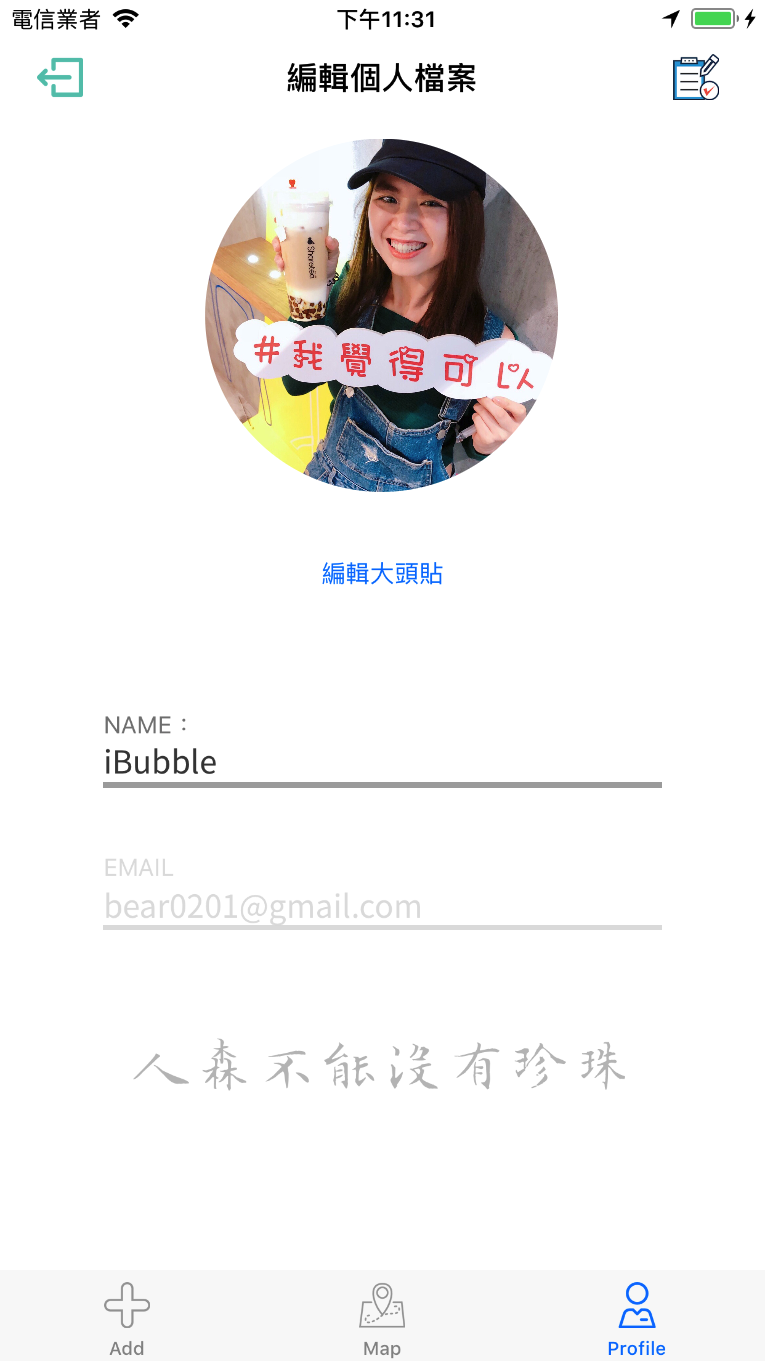 電信業者 下午11:31
編輯個人檔案
Sharetea
#我覺得可以
編輯大頭貼
NAME：
iBubble
EMAIL
bear0201@gmail.com
人森不能沒有珍珠
Add Map Profile